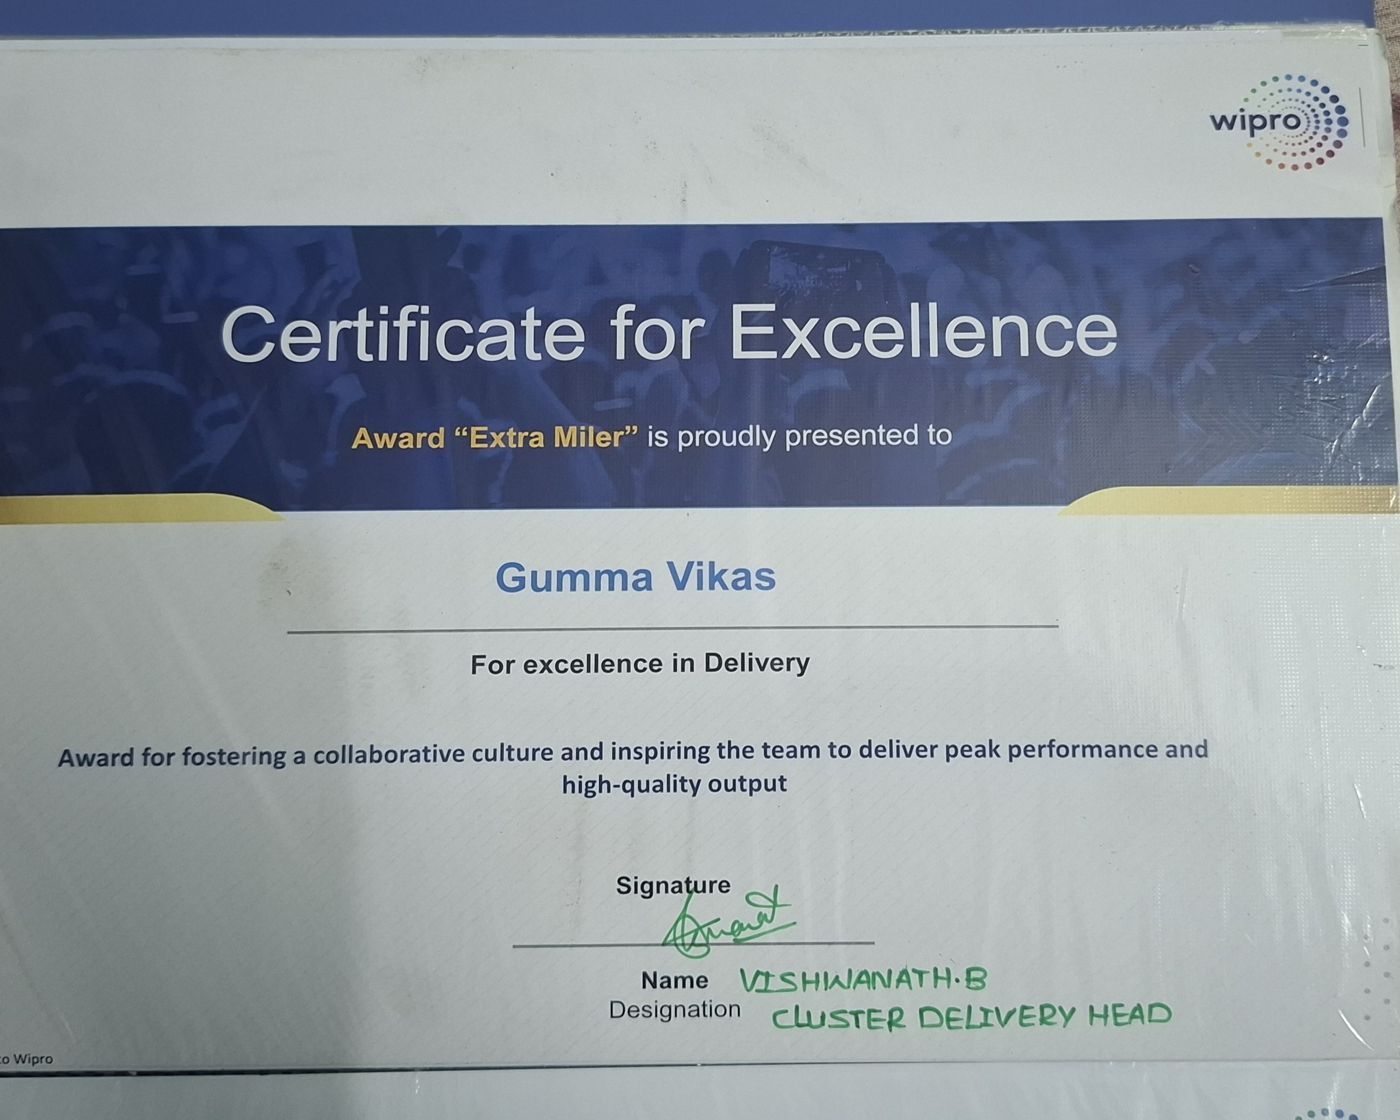 wipro
Certificate for Excellence
Award “Extra Miler” is proudly presented to
Gumma Vikas
For excellence in Delivery
Award for fostering a collaborative culture and inspiring the team to deliver peak performance and
high-quality output
Signature
Name VISHWANATH.B
Designation CLUSTER DELIVERY HEAD
to Wipro